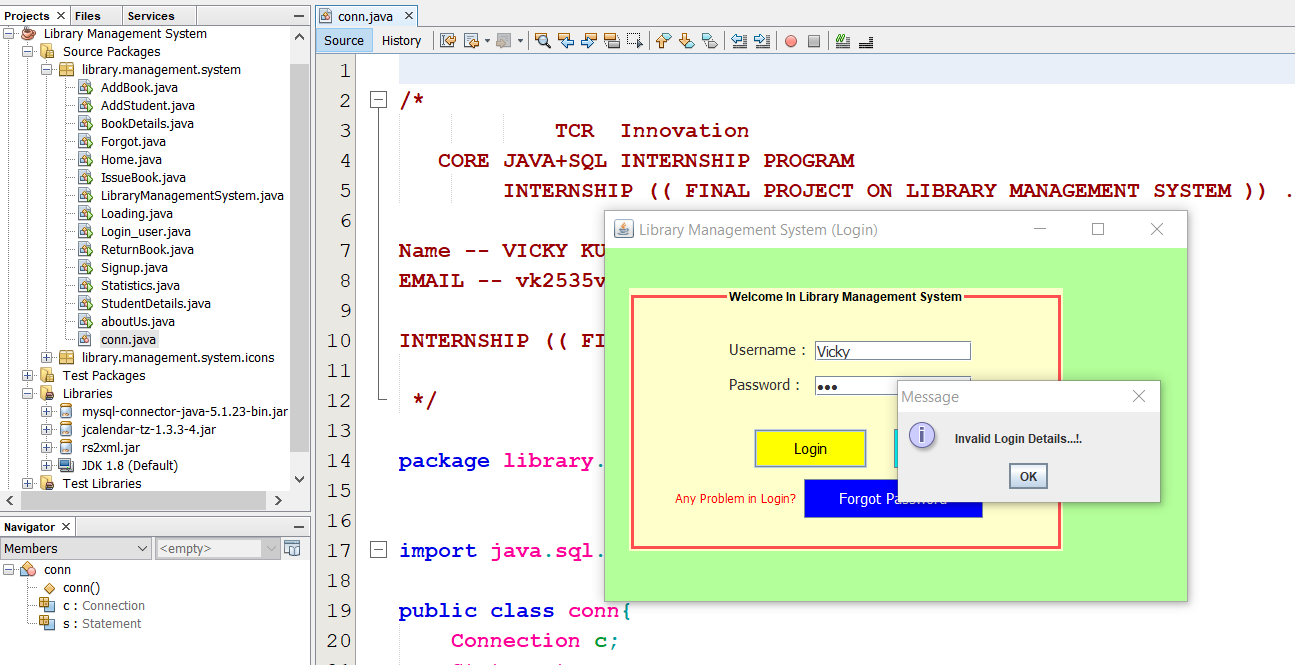 Projects Files Services
Library Management System
Source Packages
library.management.system
AddBook.java
AddStudent.java
BookDetails.java
Forgot.java
Home.java
IssueBook.java
LibraryManagementSystem.java
Loading.java
Login_user.java
ReturnBook.java
Signup.java
Statistics.java
StudentDetails.java
aboutUs.java
conn.java
library.management.system.icons
Test Packages
Libraries
mysql-connector-java-5.1.23-bin.jar
jcalendar-tz-1.3.3-4.jar
rs2xml.jar
JDK 1.8 (Default)
Test Libraries
Navigator
Members <empty>
conn
conn()
c : Connection
s : Statement
conn.java
Source History
1
2 /*
3 TCR Innovation
4 CORE JAVA+SQL INTERNSHIP PROGRAM
5 INTERNSHIP (( FINAL PROJECT ON LIBRARY MANAGEMENT SYSTEM )) .
6
7 Name -- VICKY KU
8 EMAIL -- vk2535v
9
10 INTERNSHIP (( FI
11
12 */
13
14 package library.
15
16
17 import java.sql.
18
19 public class conn{
20 Connection c;
Library Management System (Login)
Welcome In Library Management System
Username : Vicky
Password :
Login
Any Problem in Login? Forgot Password
Message
Invalid Login Details...!.
OK